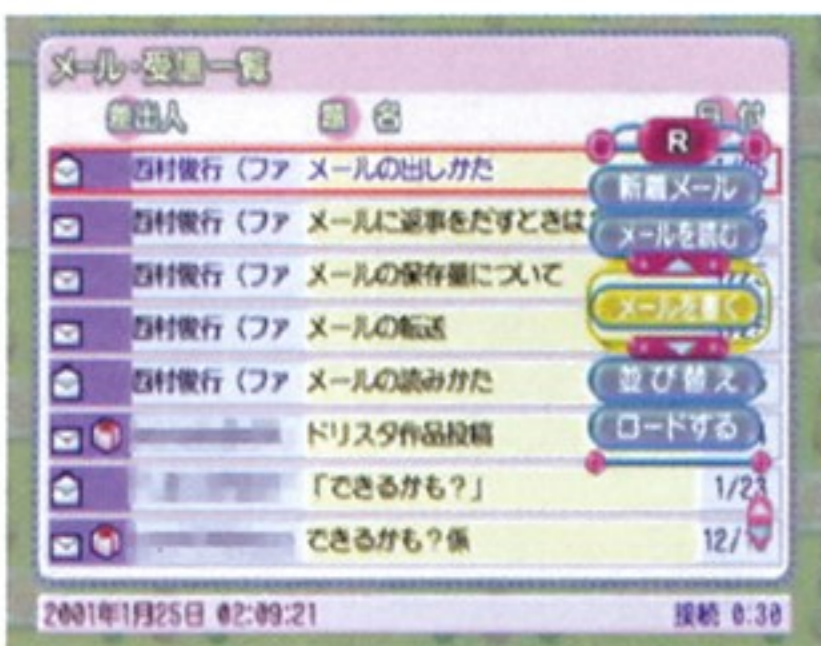 メール・受信一覧
差出人 題名 日付
西村俊行（ファ メールの出しかた
西村俊行（ファ メールに返事をだすときは
西村俊行（ファ メールの保存量について
西村俊行（ファ メールの転送
西村俊行（ファ メールの読みかた
ドリスタ作品投稿
「できるかも？」 1/23
できるかも？係 12/
R
新着メール
メールを読む
メールを書く
並び替え
ロードする
2001年1月25日 02:09:21 接続 0:30